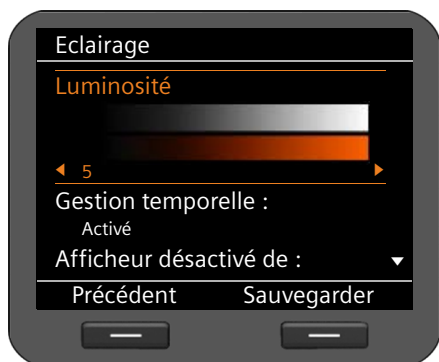 Eclairage
Luminosité
5
Gestion temporelle :
Activé
Afficheur désactivé de :
Précédent Sauvegarder